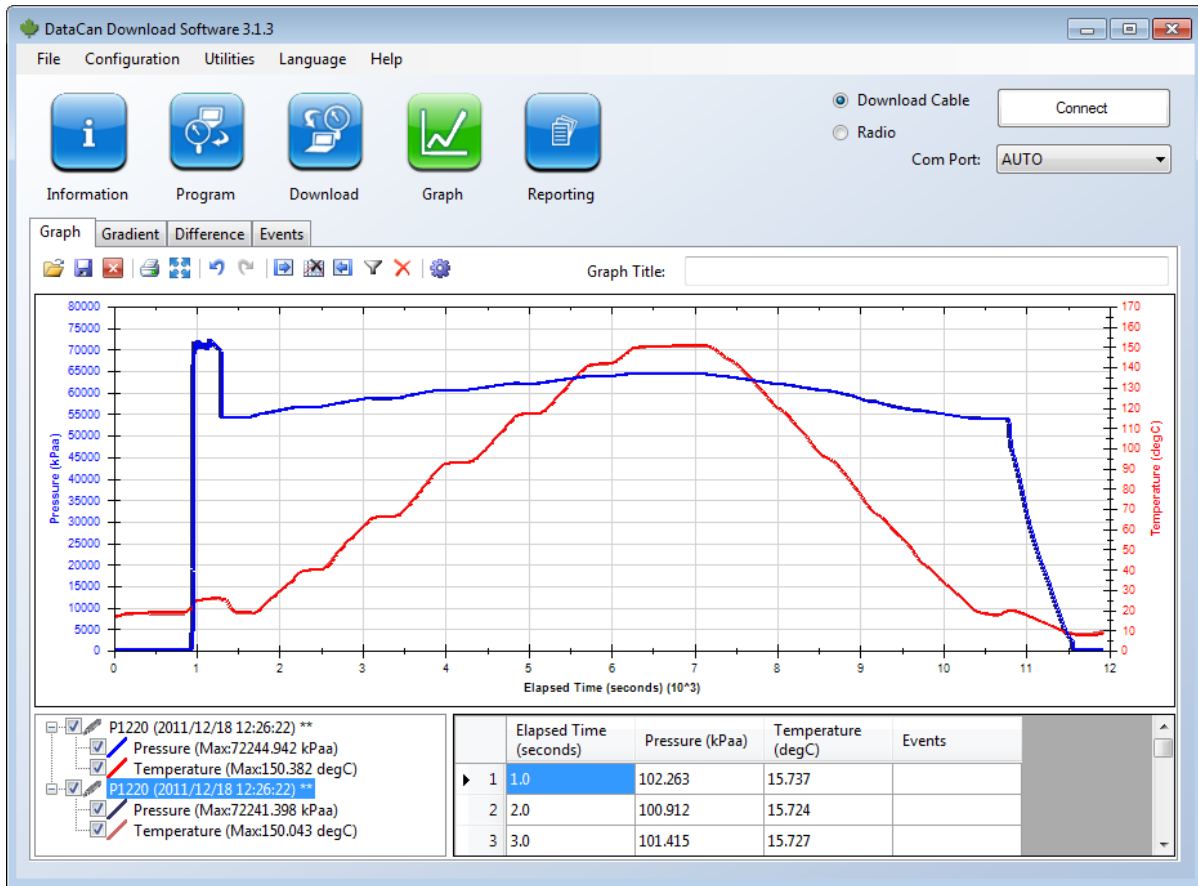 DataCan Download Software 3.1.3
File Configuration Utilities Language Help
Download Cable
Radio
Connect
Com Port: AUTO
Information Program Download Graph Reporting
Graph Gradient Difference Events
Graph Title:
80000
75000
70000
65000
60000
55000
50000
45000
40000
35000
30000
25000
20000
15000
10000
5000
0
Pressure (kPaa)
170
160
150
140
130
120
110
100
90
80
70
60
50
40
30
20
10
0
Temperature (degC)
0 1 2 3 4 5 6 7 8 9 10 11 12
Elapsed Time (seconds) (10^3)
P1220 (2011/12/18 12:26:22) **
Pressure (Max:72244.942 kPaa)
Temperature (Max:150.382 degC)
P1220 (2011/12/18 12:26:22) **
Pressure (Max:72241.398 kPaa)
Temperature (Max:150.043 degC)
Elapsed Time (seconds) Pressure (kPaa) Temperature (degC) Events
1 1.0 102.263 15.737
2 2.0 100.912 15.724
3 3.0 101.415 15.727